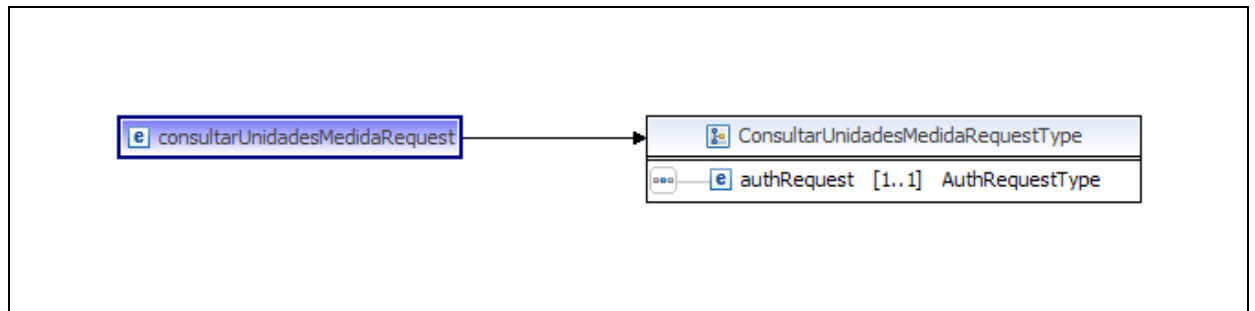 e consultarUnidadesMedidaRequest
ConsultarUnidadesMedidaRequestType
e authRequest [1..1] AuthRequestType